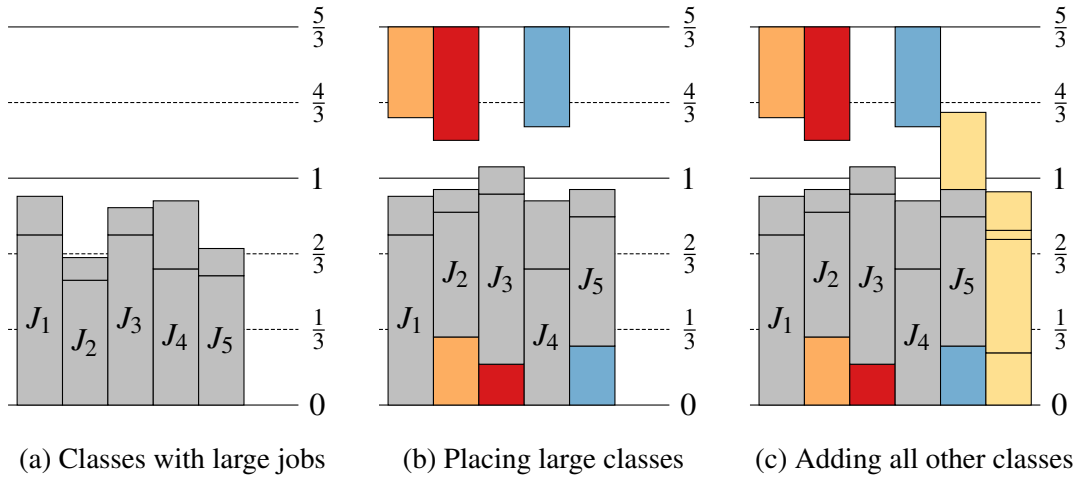 5/3
4/3
1
2/3
1/3
0
J₁
J₂
J₃
J₄
J₅
(a) Classes with large jobs
5/3
4/3
1
2/3
1/3
0
J₁
J₂
J₃
J₄
J₅
(b) Placing large classes
5/3
4/3
1
2/3
1/3
0
J₁
J₂
J₃
J₄
J₅
(c) Adding all other classes